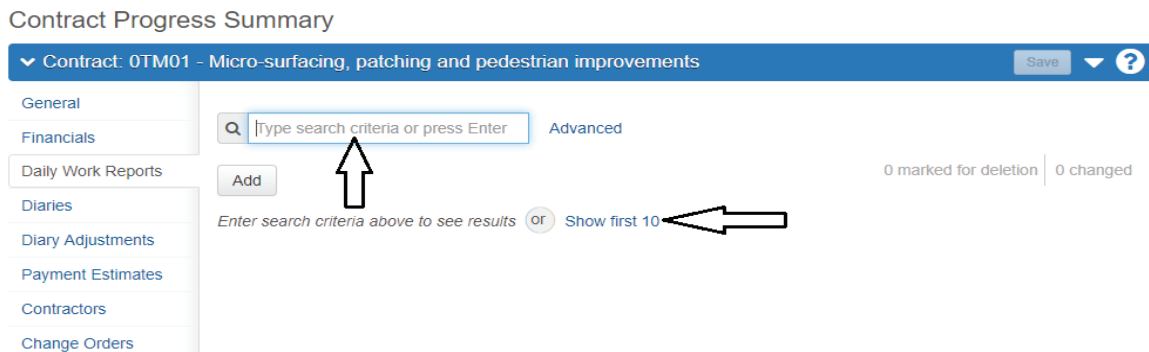 Contract Progress Summary
Contract: 0TM01 - Micro-surfacing, patching and pedestrian improvements Save ?
General
Type search criteria or press Enter Advanced
Financials
Daily Work Reports
Add 0 marked for deletion 0 changed
Diaries
Enter search criteria above to see results or Show first 10
Diary Adjustments
Payment Estimates
Contractors
Change Orders